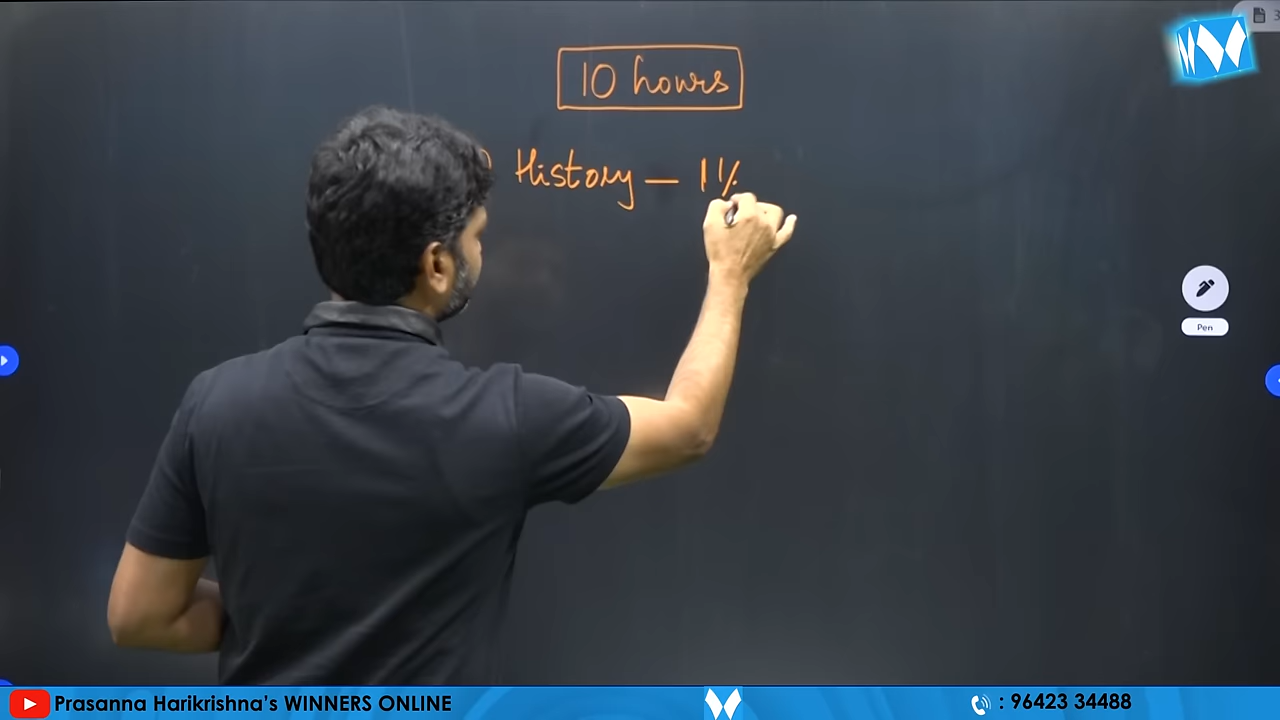 10 hours
) History — 1½
Pen
Prasanna Harikrishna's WINNERS ONLINE
: 96423 34488